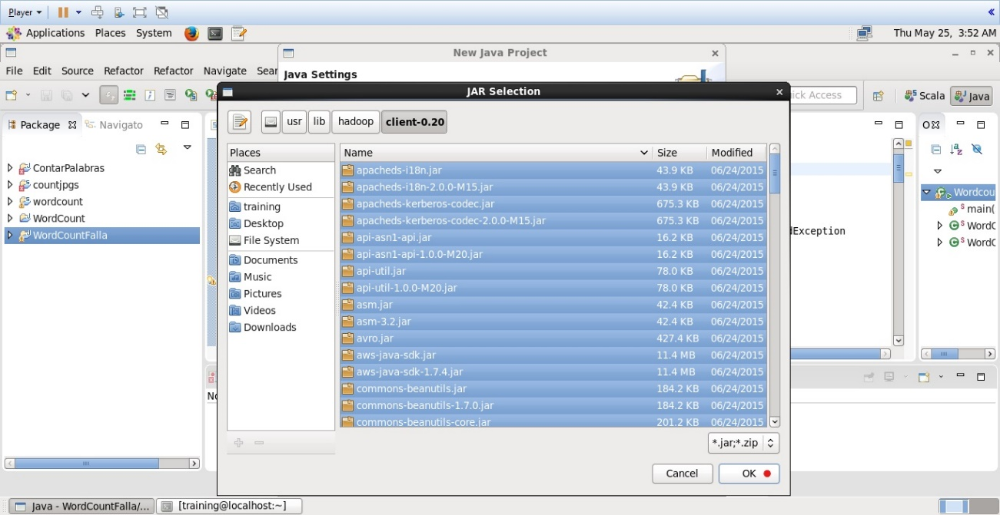 Player
Applications Places System Thu May 25, 3:52 AM
New Java Project
File Edit Source Refactor Refactor Navigate Sear
Java Settings
JAR Selection
ick Access Scala Java
usr lib hadoop client-0.20
Package Navigato
Places
Search
Recently Used
training
Desktop
File System
Documents
Music
Pictures
Videos
Downloads
Name Size Modified
apacheds-i18n.jar 43.9 KB 06/24/2015
apacheds-i18n-2.0.0-M15.jar 43.9 KB 06/24/2015
apacheds-kerberos-codec.jar 675.3 KB 06/24/2015
apacheds-kerberos-codec-2.0.0-M15.jar 675.3 KB 06/24/2015
api-asn1-api.jar 16.2 KB 06/24/2015
api-asn1-api-1.0.0-M20.jar 16.2 KB 06/24/2015
api-util.jar 78.0 KB 06/24/2015
api-util-1.0.0-M20.jar 78.0 KB 06/24/2015
asm.jar 42.4 KB 06/24/2015
asm-3.2.jar 42.4 KB 06/24/2015
avro.jar 427.4 KB 06/24/2015
aws-java-sdk.jar 11.4 MB 06/24/2015
aws-java-sdk-1.7.4.jar 11.4 MB 06/24/2015
commons-beanutils.jar 184.2 KB 06/24/2015
commons-beanutils-1.7.0.jar 184.2 KB 06/24/2015
commons-beanutils-core.jar 201.2 KB 06/24/2015
ContarPalabras
countjpgs
wordcount
WordCount
WordCountFalla
dException
Wordcou
main(
WordC
WordC
No
*.jar;*.zip
Cancel OK
Java - WordCountFalla/... [training@localhost:~]